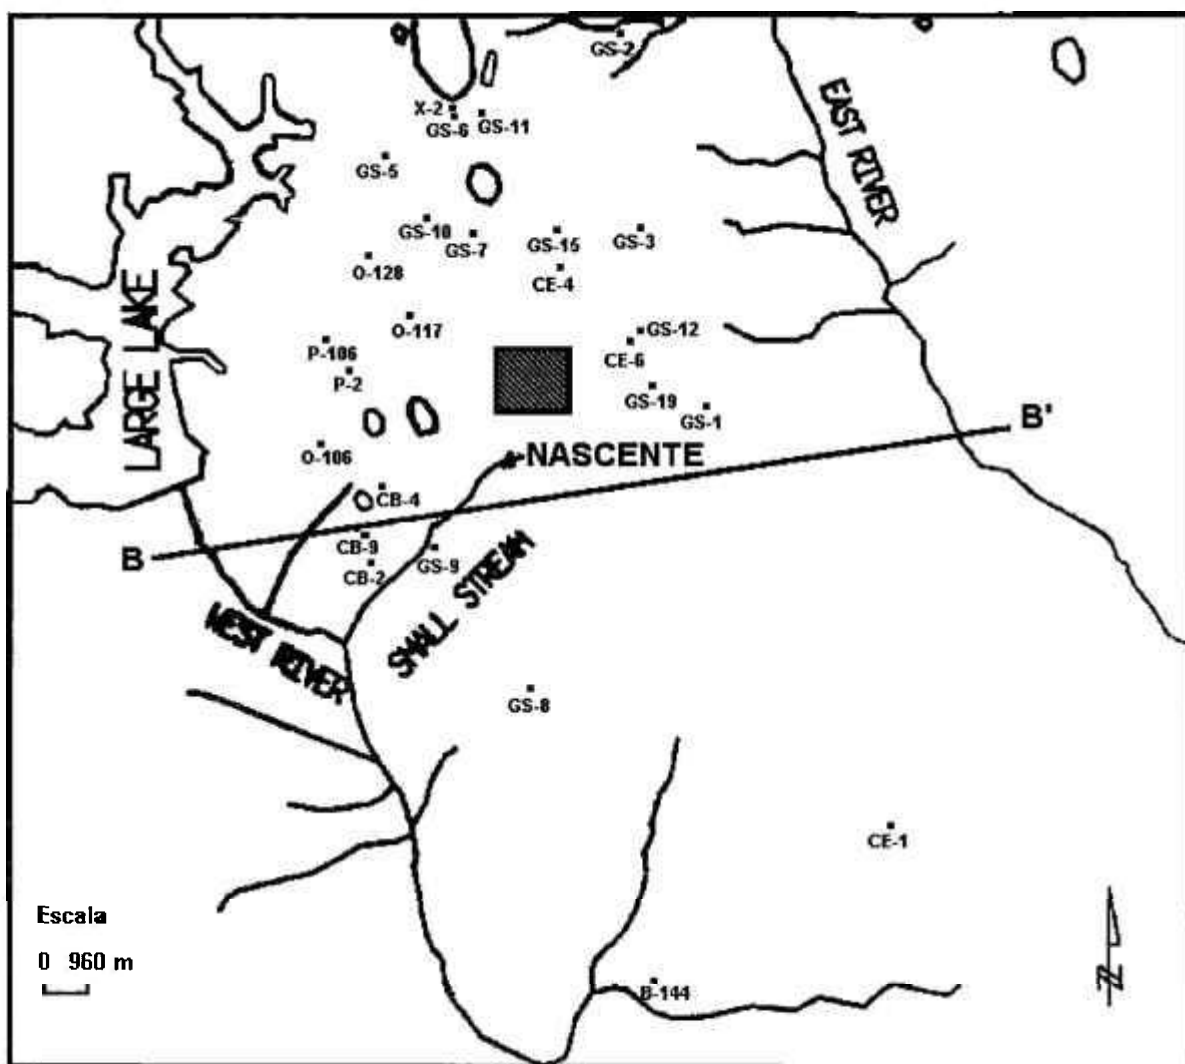 GS-2
X-2
GS-6
GS-11
EAST RIVER
GS-5
GS-10
GS-7
GS-15
GS-3
O-128
CE-4
LARGE LAKE
O-117
GS-12
P-106
CE-6
P-2
GS-19
GS-1
B'
O-106
NASCENTE
CB-4
B
CB-9
GS-9
CB-2
SMALL STREAM
WEST RIVER
GS-8
CE-1
Escala
0 960 m
B-144
N